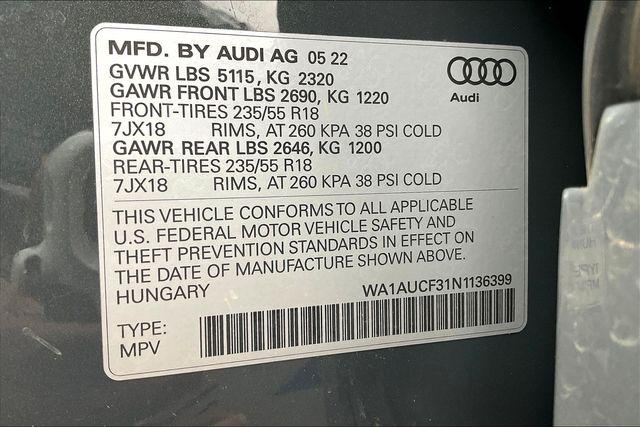 MFD. BY AUDI AG 05 22
GVWR LBS 5115, KG 2320
GAWR FRONT LBS 2690, KG 1220
FRONT-TIRES 235/55 R18
7JX18 RIMS, AT 260 KPA 38 PSI COLD
GAWR REAR LBS 2646, KG 1200
REAR-TIRES 235/55 R18
7JX18 RIMS, AT 260 KPA 38 PSI COLD
Audi
THIS VEHICLE CONFORMS TO ALL APPLICABLE
U.S. FEDERAL MOTOR VEHICLE SAFETY AND
THEFT PREVENTION STANDARDS IN EFFECT ON
THE DATE OF MANUFACTURE SHOWN ABOVE.
HUNGARY WA1AUCF31N1136399
TYPE:
MPV